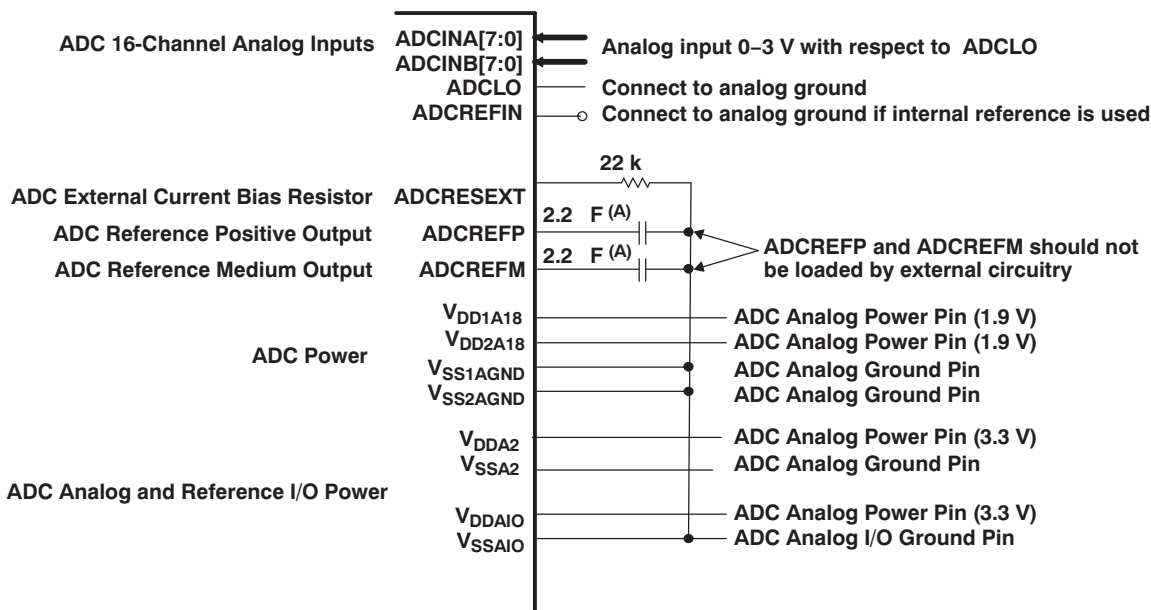 ADC 16-Channel Analog Inputs ADCINA[7:0] Analog input 0–3 V with respect to ADCLO
ADCINB[7:0]
ADCLO Connect to analog ground
ADCREFIN Connect to analog ground if internal reference is used
22 k
ADC External Current Bias Resistor ADCRESEXT
2.2 F (A)
ADC Reference Positive Output ADCREFP
2.2 F (A)
ADC Reference Medium Output ADCREFM
ADCREFP and ADCREFM should not
be loaded by external circuitry
VDD1A18 ADC Analog Power Pin (1.9 V)
VDD2A18 ADC Analog Power Pin (1.9 V)
ADC Power
VSS1AGND ADC Analog Ground Pin
VSS2AGND ADC Analog Ground Pin
VDDA2 ADC Analog Power Pin (3.3 V)
VSSA2 ADC Analog Ground Pin
ADC Analog and Reference I/O Power
VDDAIO ADC Analog Power Pin (3.3 V)
VSSAIO ADC Analog I/O Ground Pin